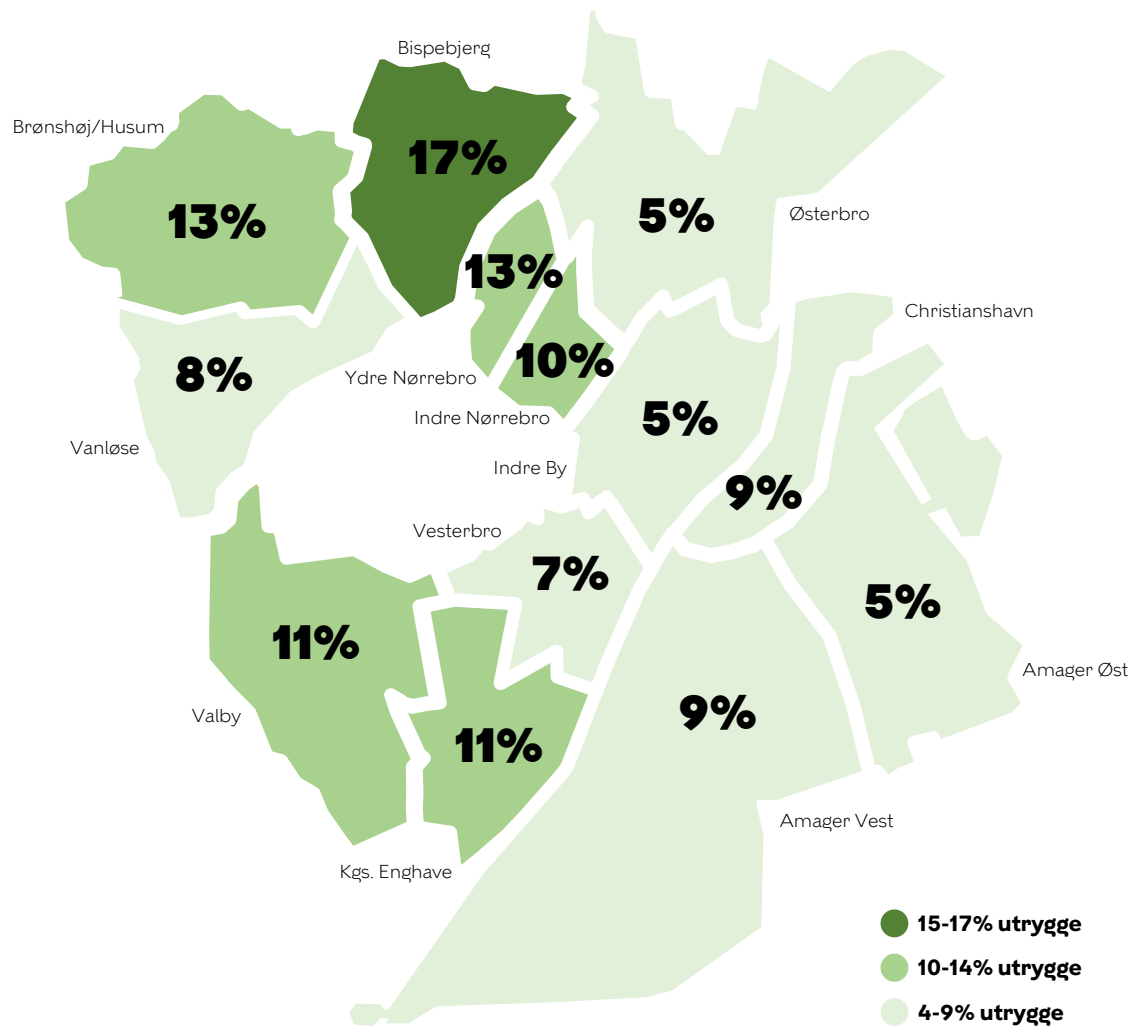 Bispebjerg
Brønshøj/Husum
17%
13%
5%
Østerbro
13%
Christianshavn
10%
8%
Ydre Nørrebro
Indre Nørrebro
5%
Vanløse
Indre By
9%
Vesterbro
7%
5%
11%
Amager Øst
Valby
9%
11%
Amager Vest
Kgs. Enghave
15-17% utrygge
10-14% utrygge
4-9% utrygge